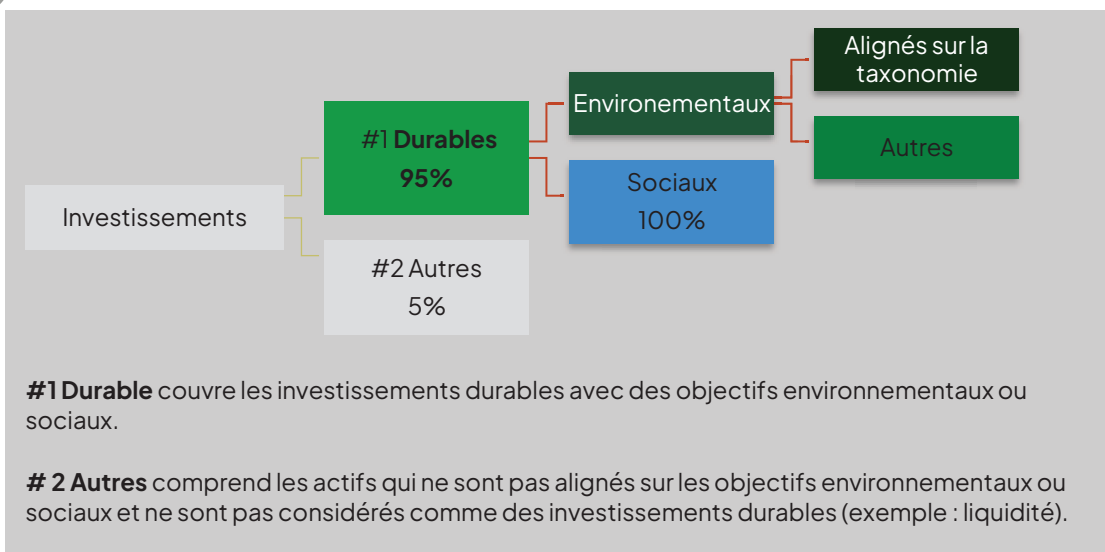 Alignés sur la
taxonomie
Environementaux
#1 Durables
95%
Autres
Sociaux
100%
Investissements
#2 Autres
5%
#1 Durable couvre les investissements durables avec des objectifs environnementaux ou
sociaux.
# 2 Autres comprend les actifs qui ne sont pas alignés sur les objectifs environnementaux ou
sociaux et ne sont pas considérés comme des investissements durables (exemple : liquidité).